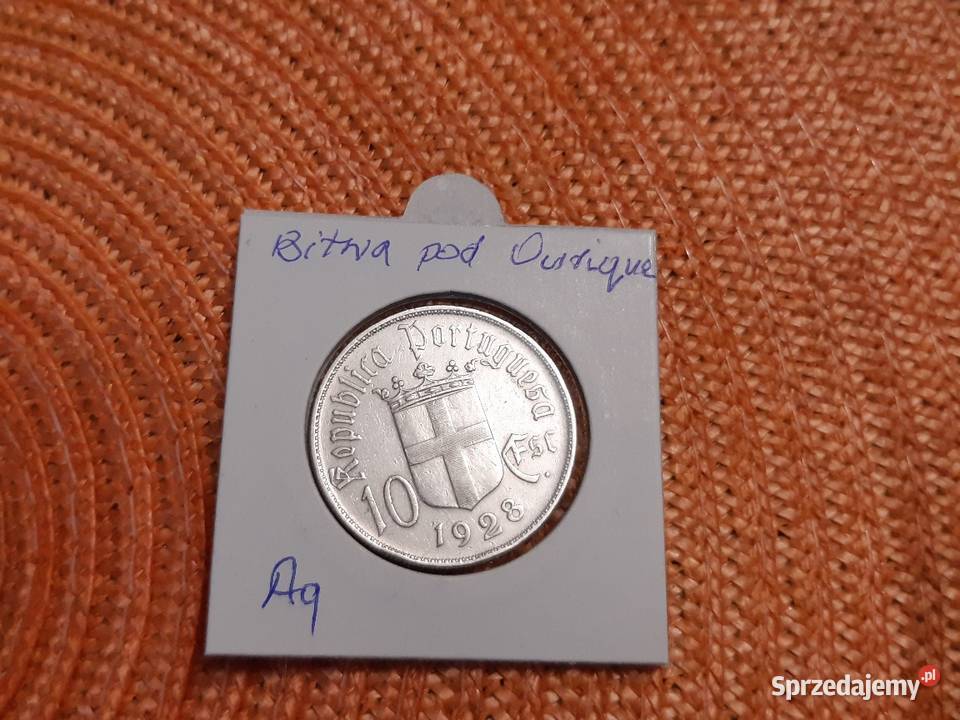 Bitwa pod Ourique
Republica Portuguesa
10 Esc.
1928
Ag
Sprzedajemy.pl